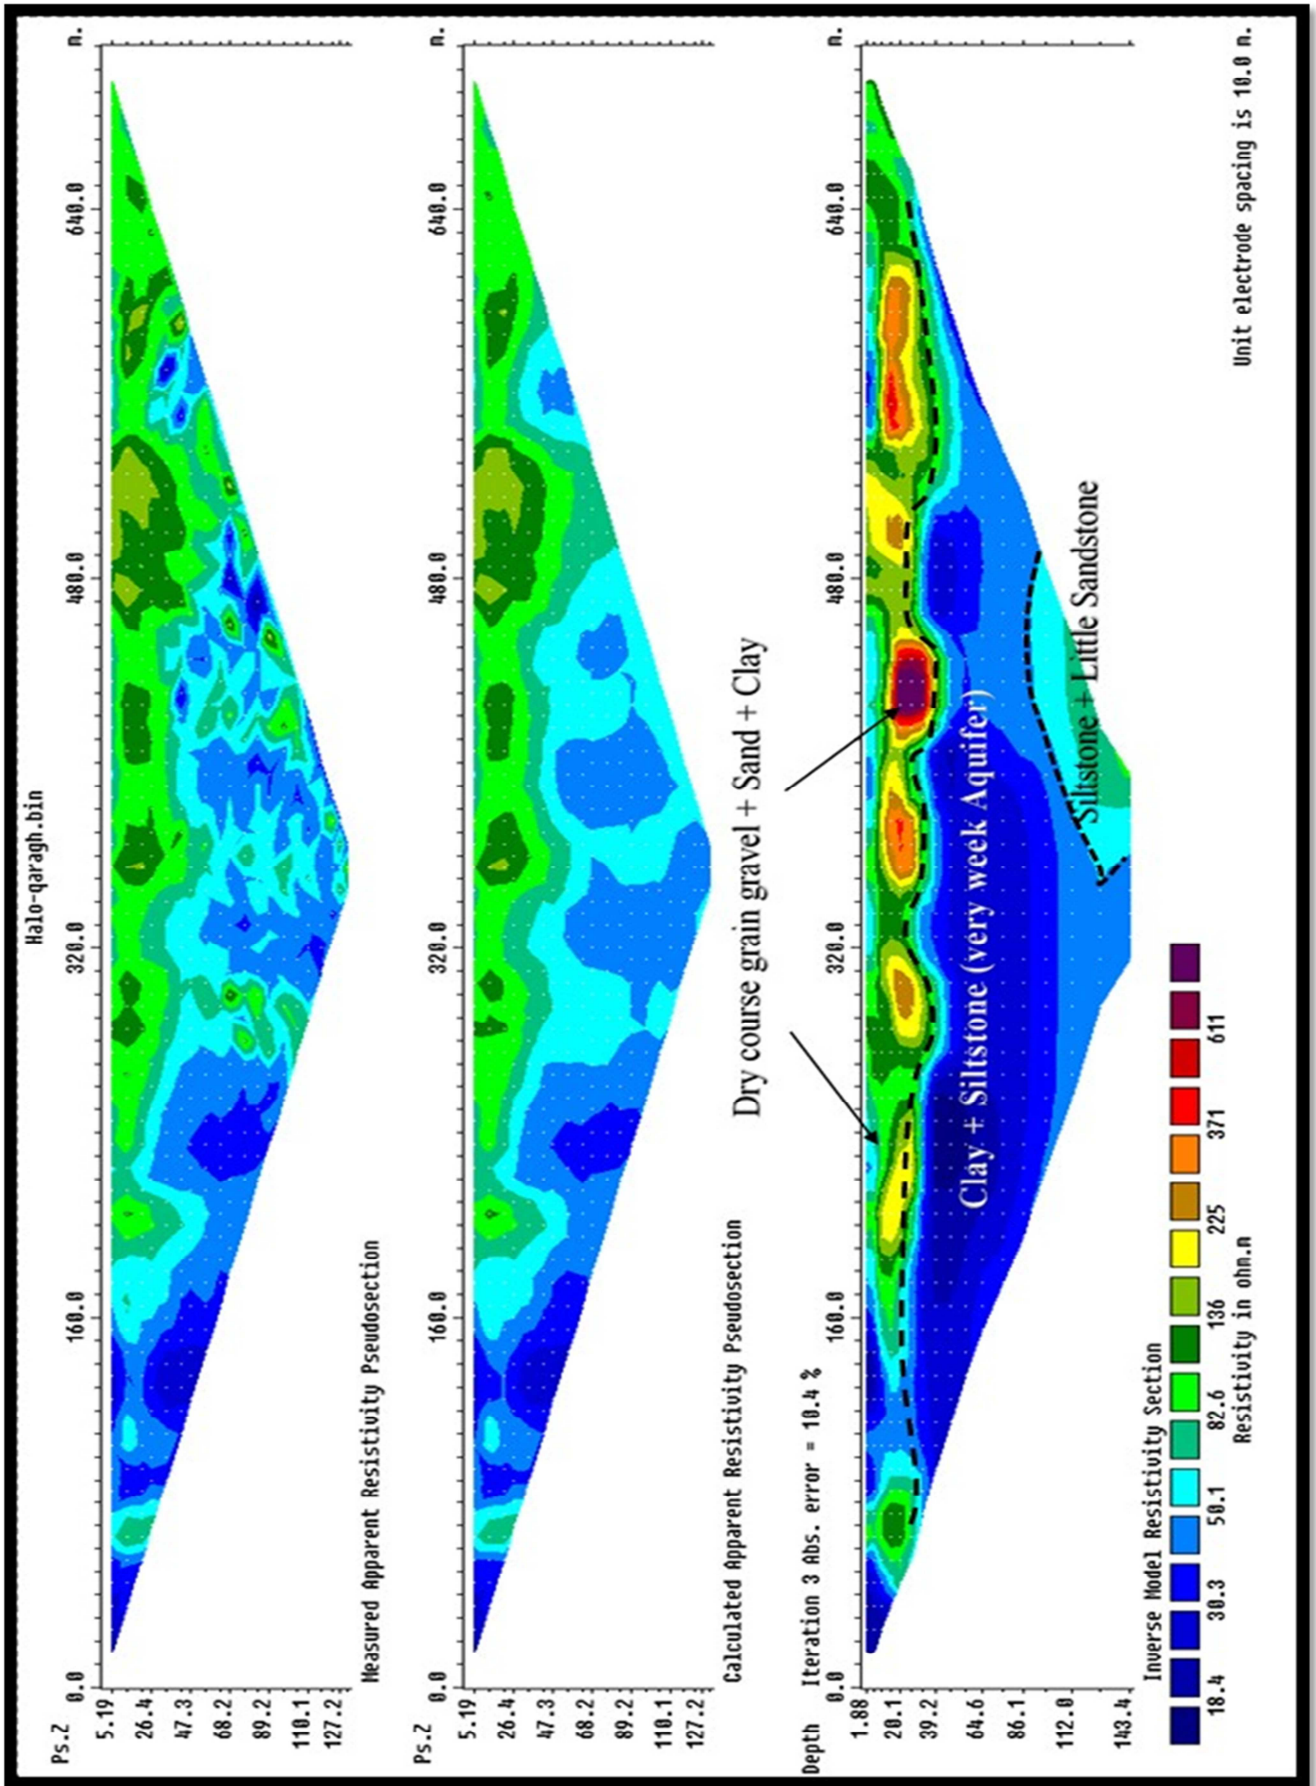 Halo-qaragh.bin
Ps.Z
0.0
160.0
320.0
480.0
640.0
m.
5.19
26.4
47.3
68.2
89.2
110.1
127.2
Measured Apparent Resistivity Pseudosection
Ps.Z
0.0
160.0
320.0
480.0
640.0
m.
5.19
26.4
47.3
68.2
89.2
110.1
127.2
Calculated Apparent Resistivity Pseudosection
Dry course grain gravel + Sand + Clay
Depth Iteration 3 Abs. error = 10.4 %
0.0
160.0
320.0
480.0
640.0
m.
1.88
20.1
39.2
64.6
86.1
112.0
143.4
Clay + Siltstone (very week Aquifer)
Siltstone + Little Sandstone
Inverse Model Resistivity Section
18.4
30.3
50.1
82.6
136
225
371
611
Resistivity in ohm.m
Unit electrode spacing is 10.0 m.